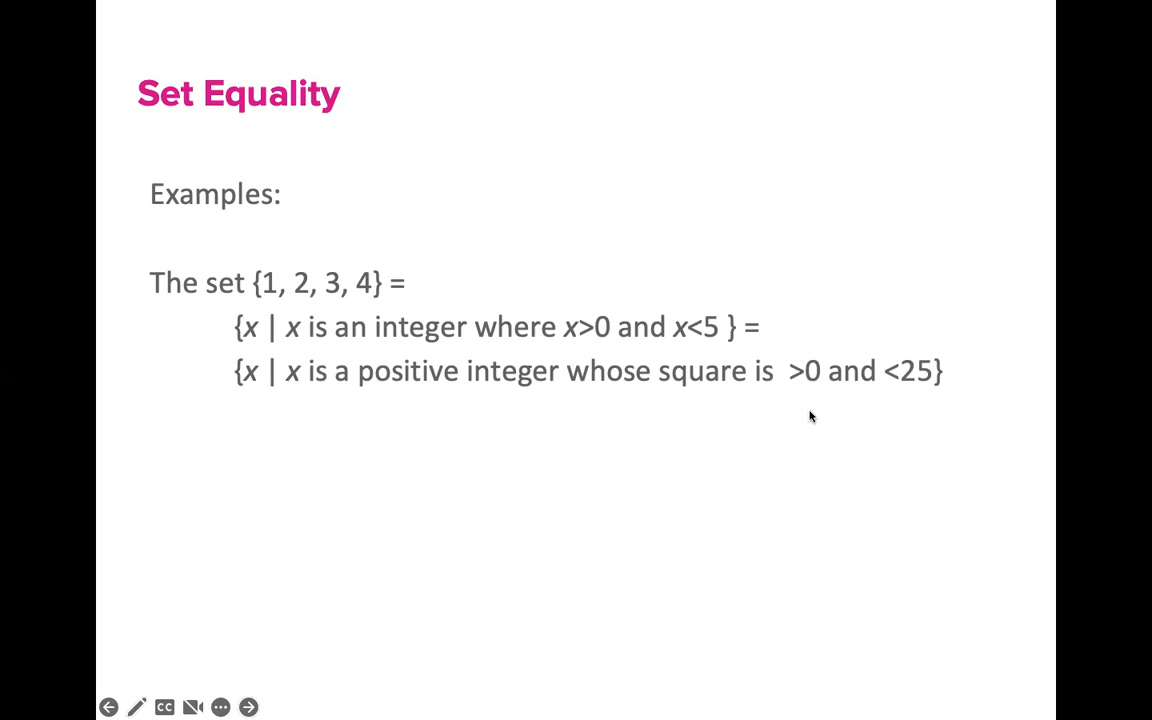 Set Equality
Examples:
The set {1, 2, 3, 4} =
{x | x is an integer where x>0 and x<5 } =
{x | x is a positive integer whose square is  >0 and <25}
CC